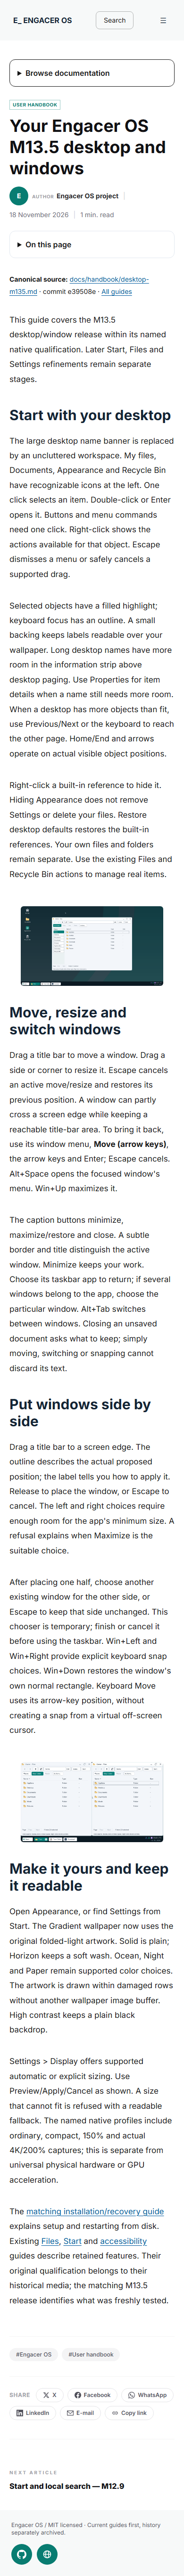 E_ ENGACER OS
Search
☰
▶ Browse documentation
USER HANDBOOK
Your Engacer OS
M13.5 desktop and
windows
E
AUTHOR Engacer OS project
18 November 2026 1 min. read
▶ On this page
Canonical source: docs/handbook/desktop-
m135.md · commit e39508e · All guides
This guide covers the M13.5
desktop/window release within its named
native qualification. Later Start, Files and
Settings refinements remain separate
stages.
Start with your desktop
The large desktop name banner is replaced
by an uncluttered workspace. My files,
Documents, Appearance and Recycle Bin
have recognizable icons at the left. One
click selects an item. Double-click or Enter
opens it. Buttons and menu commands
need one click. Right-click shows the
actions available for that object. Escape
dismisses a menu or safely cancels a
supported drag.
Selected objects have a filled highlight;
keyboard focus has an outline. A small
backing keeps labels readable over your
wallpaper. Long desktop names have more
room in the information strip above
desktop paging. Use Properties for item
details when a name still needs more room.
When a desktop has more objects than fit,
use Previous/Next or the keyboard to reach
the other page. Home/End and arrows
operate on actual visible object positions.
Right-click a built-in reference to hide it.
Hiding Appearance does not remove
Settings or delete your files. Restore
desktop defaults restores the built-in
references. Your own files and folders
remain separate. Use the existing Files and
Recycle Bin actions to manage real items.
Move, resize and
switch windows
Drag a title bar to move a window. Drag a
side or corner to resize it. Escape cancels
an active move/resize and restores its
previous position. A window can partly
cross a screen edge while keeping a
reachable title-bar area. To bring it back,
use its window menu, Move (arrow keys),
the arrow keys and Enter; Escape cancels.
Alt+Space opens the focused window's
menu. Win+Up maximizes it.
The caption buttons minimize,
maximize/restore and close. A subtle
border and title distinguish the active
window. Minimize keeps your work.
Choose its taskbar app to return; if several
windows belong to the app, choose the
particular window. Alt+Tab switches
between windows. Closing an unsaved
document asks what to keep; simply
moving, switching or snapping cannot
discard its text.
Put windows side by
side
Drag a title bar to a screen edge. The
outline describes the actual proposed
position; the label tells you how to apply it.
Release to place the window, or Escape to
cancel. The left and right choices require
enough room for the app's minimum size. A
refusal explains when Maximize is the
suitable choice.
After placing one half, choose another
existing window for the other side, or
Escape to keep that side unchanged. This
chooser is temporary; finish or cancel it
before using the taskbar. Win+Left and
Win+Right provide explicit keyboard snap
choices. Win+Down restores the window's
own normal rectangle. Keyboard Move
uses its arrow-key position, without
creating a snap from a virtual off-screen
cursor.
Make it yours and keep
it readable
Open Appearance, or find Settings from
Start. The Gradient wallpaper now uses the
original folded-light artwork. Solid is plain;
Horizon keeps a soft wash. Ocean, Night
and Paper remain supported color choices.
The artwork is drawn within damaged rows
without another wallpaper image buffer.
High contrast keeps a plain black
backdrop.
Settings > Display offers supported
automatic or explicit sizing. Use
Preview/Apply/Cancel as shown. A size
that cannot fit is refused with a readable
fallback. The named native profiles include
ordinary, compact, 150% and actual
4K/200% captures; this is separate from
universal physical hardware or GPU
acceleration.
The matching installation/recovery guide
explains setup and restarting from disk.
Existing Files, Start and accessibility
guides describe retained features. Their
original qualification belongs to their
historical media; the matching M13.5
release identifies what was freshly tested.
#Engacer OS #User handbook
SHARE X Facebook WhatsApp
LinkedIn E-mail Copy link
NEXT ARTICLE
Start and local search — M12.9
Engacer OS / MIT licensed · Current guides first, history
separately archived.